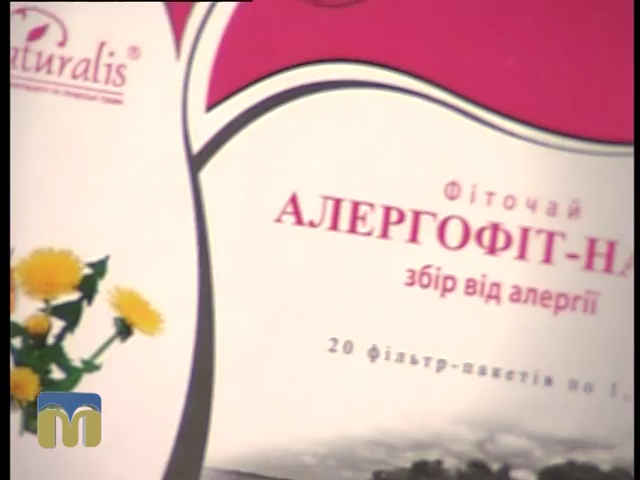 aturalis®
Фіточай
АЛЕРГОФІТ-НА
збір від алергії
20 фільтр-пакетів по 1
M